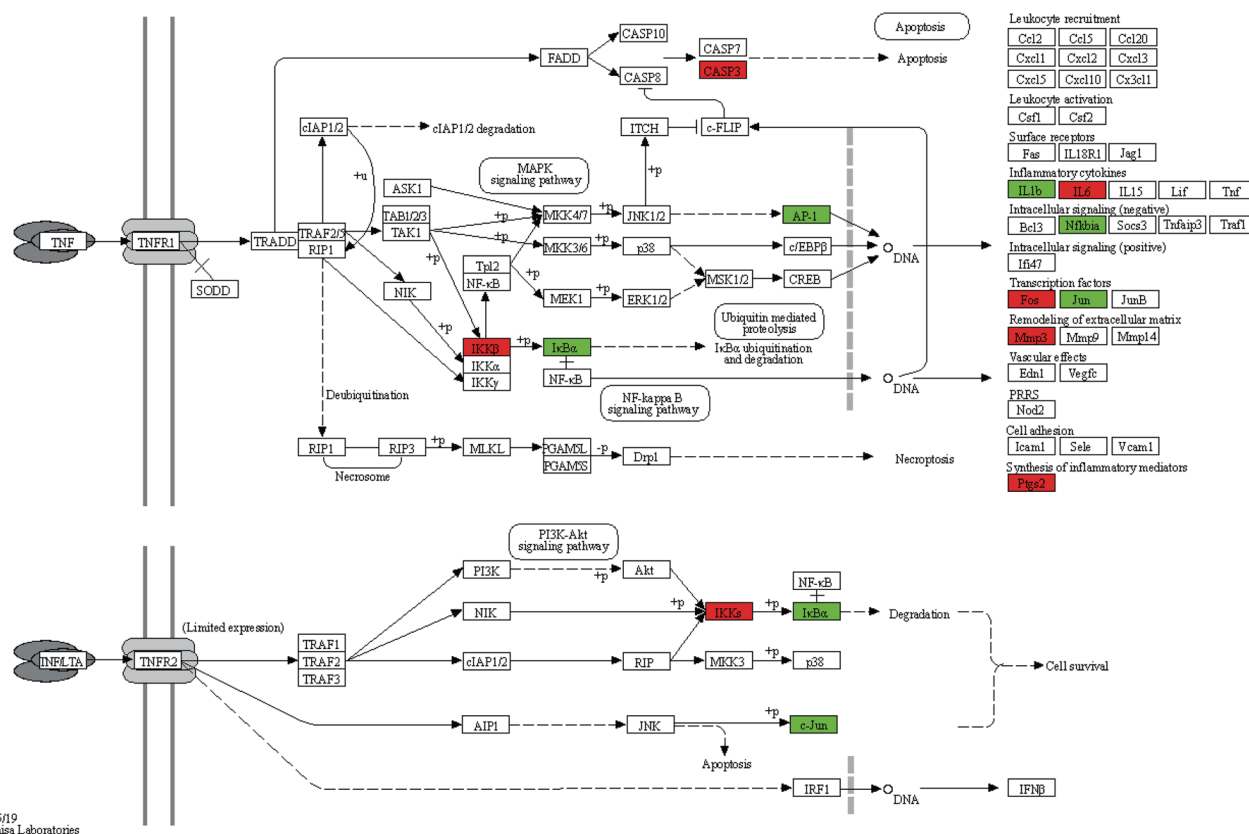 CASP10
Apoptosis
FADD
CASP7
CASP3
Apoptosis
CASP8
cIAP1/2
cIAP1/2 degradation
ITCH
c-FLIP
+u
MAPK
signaling pathway
+p
ASK1
MKK4/7
+p
JNK1/2
AP-1
TAB1/2/3
TAK1
+p
TNF
TNFR1
TRADD
TRAF2/5
RIP1
+p
MKK3/6
+p
p38
c/EBPβ
DNA
SODD
NIK
+p
Tpl2
NF-κB
+p
MEK1
+p
ERK1/2
MSK1/2
CREB
+p
Ubiquitin mediated
proteolysis
IKKβ
IKKα
IKKγ
+p
IκBα
IκBα ubiquitination
and degradation
NF-κB
DNA
NF-kappa B
signaling pathway
Deubiquitination
RIP1
RIP3
+p
MLKL
PGAM5L
PGAM5S
-p
Drp1
Necroptosis
Necrosome
Leukocyte recruitment
Ccl2 Ccl5 Ccl20
Cxcl1 Cxcl2 Cxcl3
Cxcl5 Cxcl10 Cx3cl1
Leukocyte activation
Csf1 Csf2
Surface receptors
Fas IL18R1 Jag1
Inflammatory cytokines
IL1b IL6 IL15 Lif Tnf
Intracellular signaling (negative)
Bcl3 Nfkbia Socs3 Tnfaip3 Traf1
Intracellular signaling (positive)
Ifi47
Transcription factors
Fos Jun JunB
Remodeling of extracellular matrix
Mmp3 Mmp9 Mmp14
Vascular effects
Edn1 Vegfc
PRRS
Nod2
Cell adhesion
Icam1 Sele Vcam1
Synthesis of inflammatory mediators
Ptgs2
PI3K-Akt
signaling pathway
PI3K
+p
Akt
NF-κB
NIK
+p
IKKs
+p
IκBα
Degradation
(Limited expression)
TNF/LTA
TNFR2
TRAF1
TRAF2
TRAF3
cIAP1/2
RIP
MKK3
+p
p38
Cell survival
AIP1
JNK
+p
c-Jun
Apoptosis
IRF1
DNA
IFNβ
5/19
nisa Laboratories